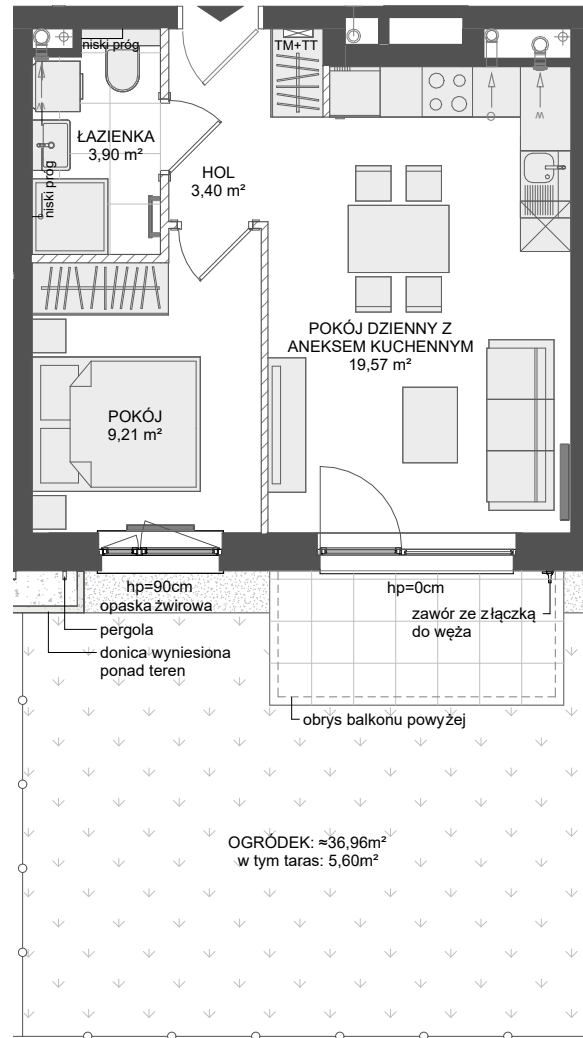 niski próg
TM+TT
ŁAZIENKA
3,90 m²
HOL
3,40 m²
niski próg
POKÓJ DZIENNY Z
ANEKSEM KUCHENNYM
19,57 m²
POKÓJ
9,21 m²
hp=90cm
hp=0cm
opaska żwirowa
pergola
donica wyniesiona
ponad teren
zawór ze złączką
do węża
obrys balkonu powyżej
OGRÓDEK: ≈36,96m²
w tym taras: 5,60m²